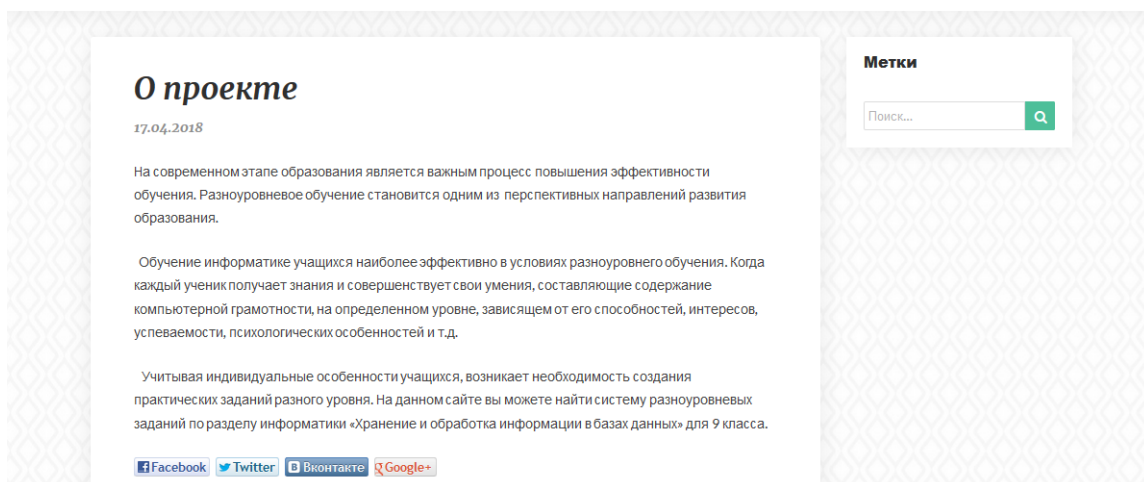 О проекте
17.04.2018
На современном этапе образования является важным процесс повышения эффективности
обучения. Разноуровневое обучение становится одним из перспективных направлений развития
образования.
Обучение информатике учащихся наиболее эффективно в условиях разноуровнего обучения. Когда
каждый ученик получает знания и совершенствует свои умения, составляющие содержание
компьютерной грамотности, на определенном уровне, зависящем от его способностей, интересов,
успеваемости, психологических особенностей и т.д.
Учитывая индивидуальные особенности учащихся, возникает необходимость создания
практических заданий разного уровня. На данном сайте вы можете найти систему разноуровневых
заданий по разделу информатики «Хранение и обработка информации в базах данных» для 9 класса.
Facebook Twitter Вконтакте Google+
Метки
Поиск...